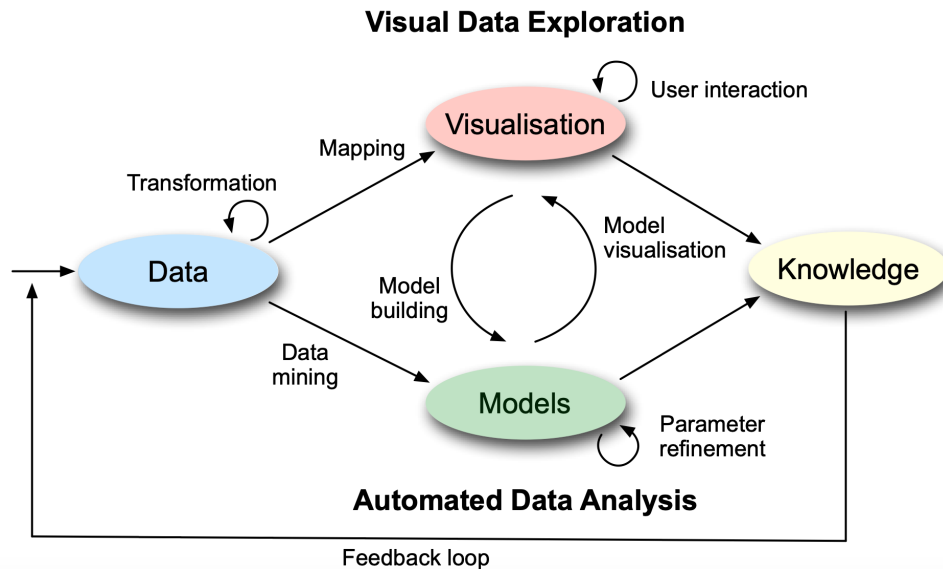 Visual Data Exploration
User interaction
Visualisation
Mapping
Transformation
Model
visualisation
Data
Knowledge
Model
building
Data
mining
Models
Parameter
refinement
Automated Data Analysis
Feedback loop